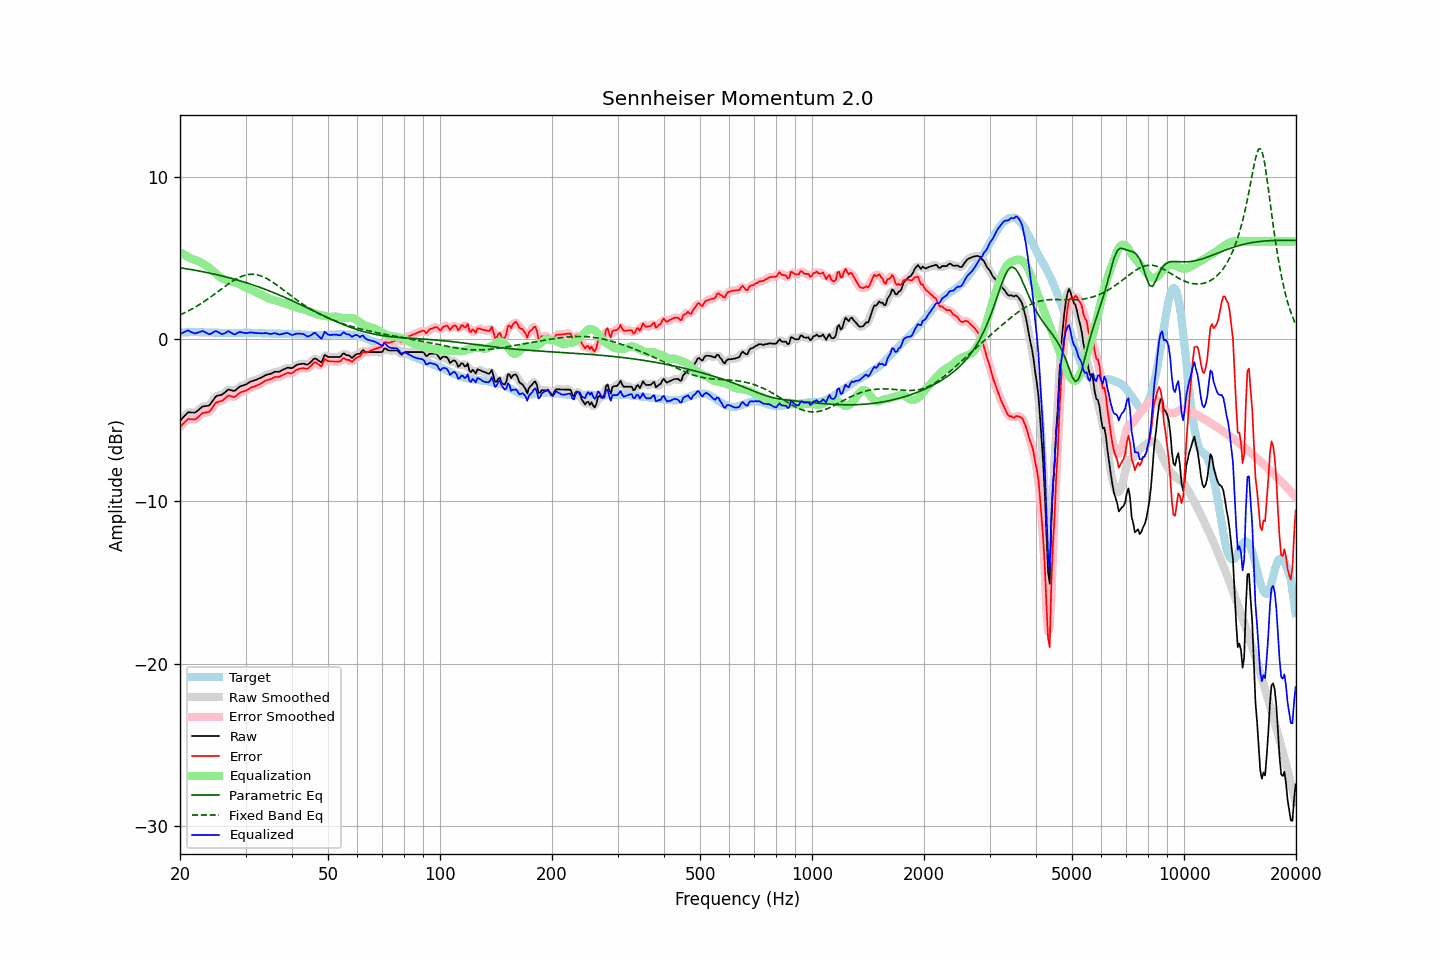 Sennheiser Momentum 2.0
10
0
−10
−20
−30
Amplitude (dBr)
Target
Raw Smoothed
Error Smoothed
Raw
Error
Equalization
Parametric Eq
Fixed Band Eq
Equalized
20 50 100 200 500 1000 2000 5000 10000 20000
Frequency (Hz)